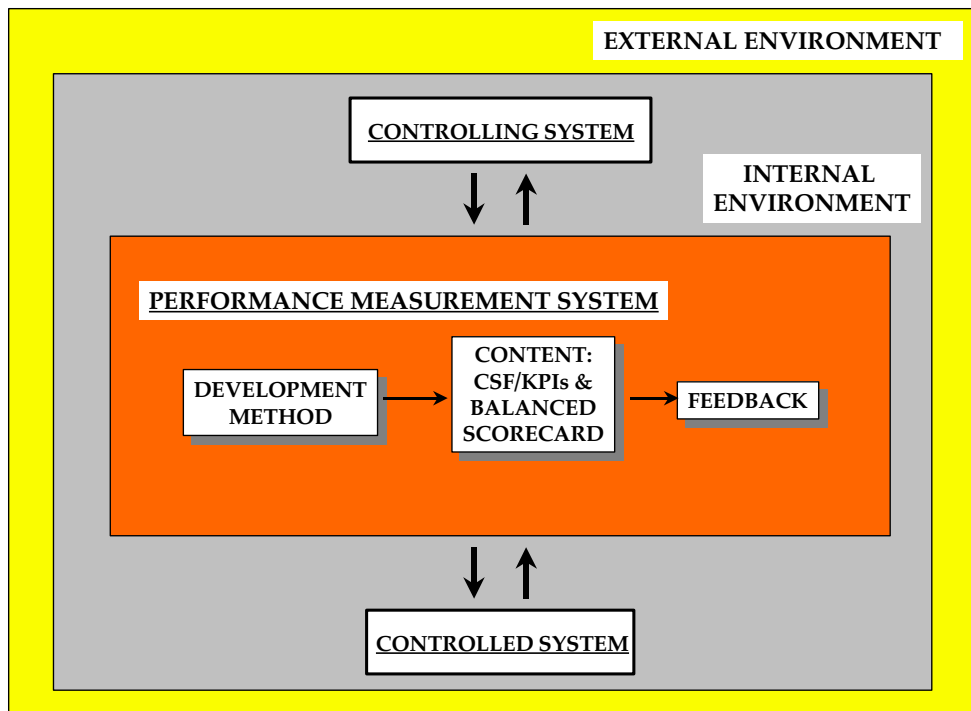 EXTERNAL ENVIRONMENT
CONTROLLING SYSTEM
INTERNAL
ENVIRONMENT
PERFORMANCE MEASUREMENT SYSTEM
DEVELOPMENT
METHOD
CONTENT:
CSF/KPIs &
BALANCED
SCORECARD
FEEDBACK
CONTROLLED SYSTEM